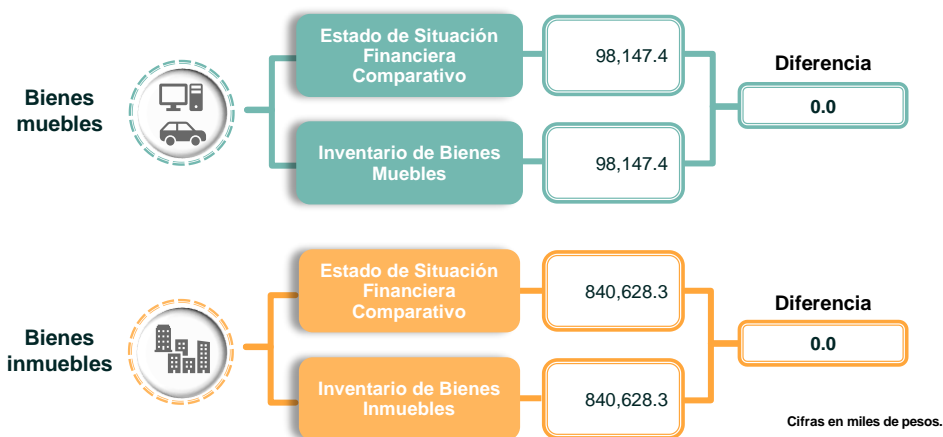 Bienes
muebles
Estado de Situación
Financiera
Comparativo
98,147.4
Inventario de Bienes
Muebles
98,147.4
Diferencia
0.0
Bienes
inmuebles
Estado de Situación
Financiera
Comparativo
840,628.3
Inventario de Bienes
Inmuebles
840,628.3
Diferencia
0.0
Cifras en miles de pesos.